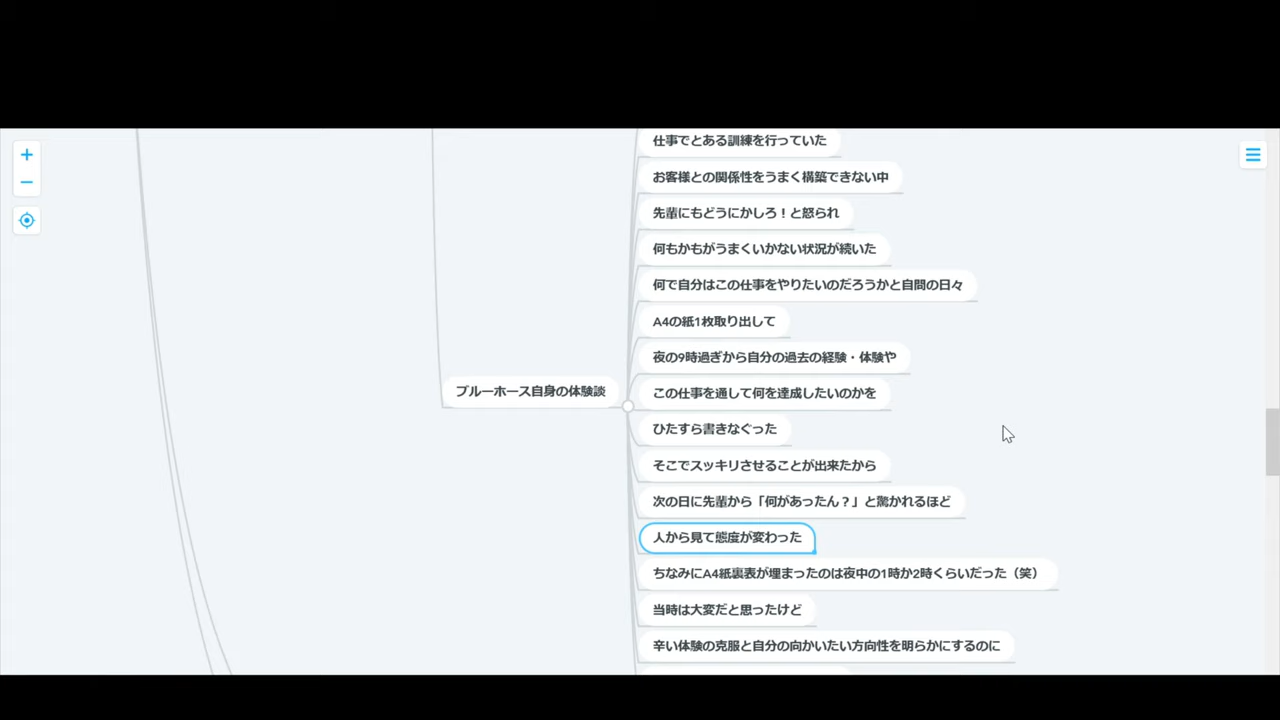 仕事でとある訓練を行っていた
お客様との関係性をうまく構築できない中
先輩にもどうにかしろ！と怒られ
何もかもがうまくいかない状況が続いた
何で自分はこの仕事をやりたいのだろうかと自問の日々
A4の紙1枚取り出して
夜の9時過ぎから自分の過去の経験・体験や
ブルーホース自身の体験談
この仕事を通して何を達成したいのかを
ひたすら書きなぐった
そこでスッキリさせることが出来たから
次の日に先輩から「何があったん？」と驚かれるほど
人から見て態度が変わった
ちなみにA4紙裏表が埋まったのは夜中の1時か2時くらいだった（笑）
当時は大変だと思ったけど
辛い体験の克服と自分の向かいたい方向性を明らかにするのに